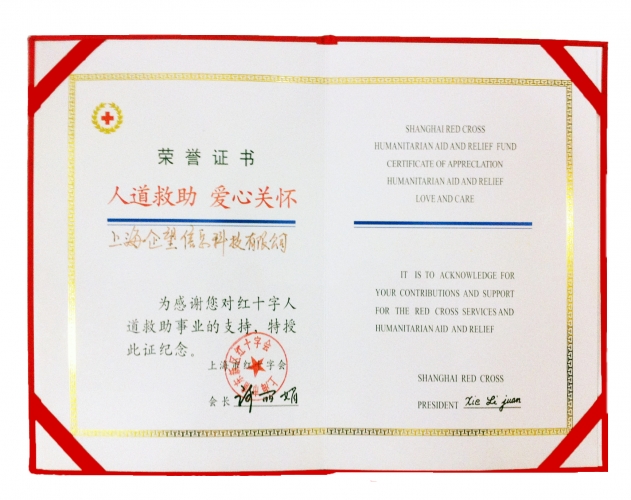 荣誉证书
人道救助 爱心关怀
上海企望信息科技有限公司
为感谢您对红十字人
道救助事业的支持，特授
此证纪念。
上海市红十字会
会长
SHANGHAI RED CROSS
HUMANITARIAN AID AND RELIEF FUND
CERTIFICATE OF APPRECLATION
HUMANITARIAN AID AND RELIEF
LOVE AND CARE
IT IS TO ACKNOWLEDGE FOR
YOUR CONTRIBUTIONS AND SUPPORT
FOR THE RED CROSS SERVICES AND
HUMANITARIAN AID AND RELIEF
SHANGHAI RED CROSS
PRESIDENT Xie Li juan